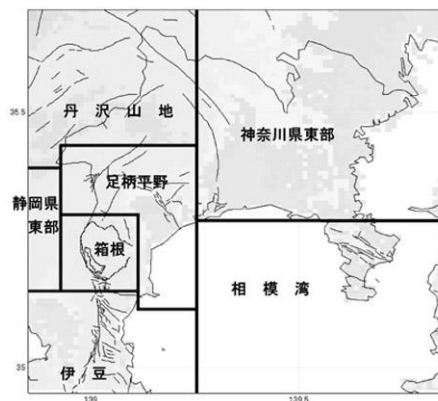 35.5
丹 沢 山 地
神奈川県東部
足柄平野
静岡県
東部
箱根
相 模 湾
35
伊 豆
139
139.5